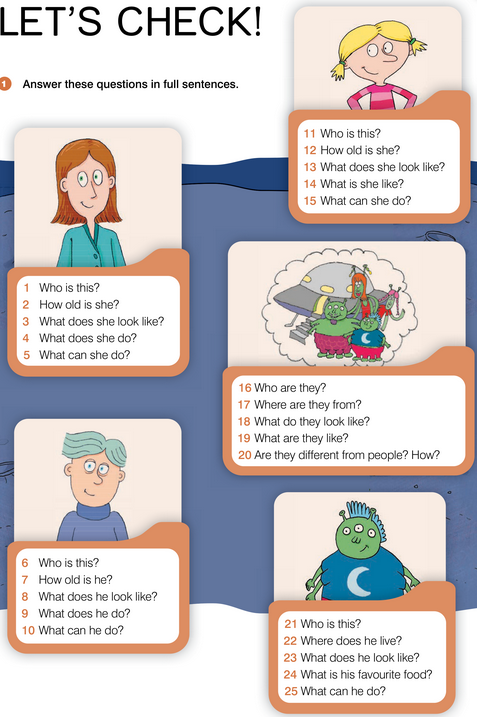 LET'S CHECK!
1 Answer these questions in full sentences.
11 Who is this?
12 How old is she?
13 What does she look like?
14 What is she like?
15 What can she do?
1 Who is this?
2 How old is she?
3 What does she look like?
4 What does she do?
5 What can she do?
16 Who are they?
17 Where are they from?
18 What do they look like?
19 What are they like?
20 Are they different from people? How?
6 Who is this?
7 How old is he?
8 What does he look like?
9 What does he do?
10 What can he do?
21 Who is this?
22 Where does he live?
23 What does he look like?
24 What is his favourite food?
25 What can he do?